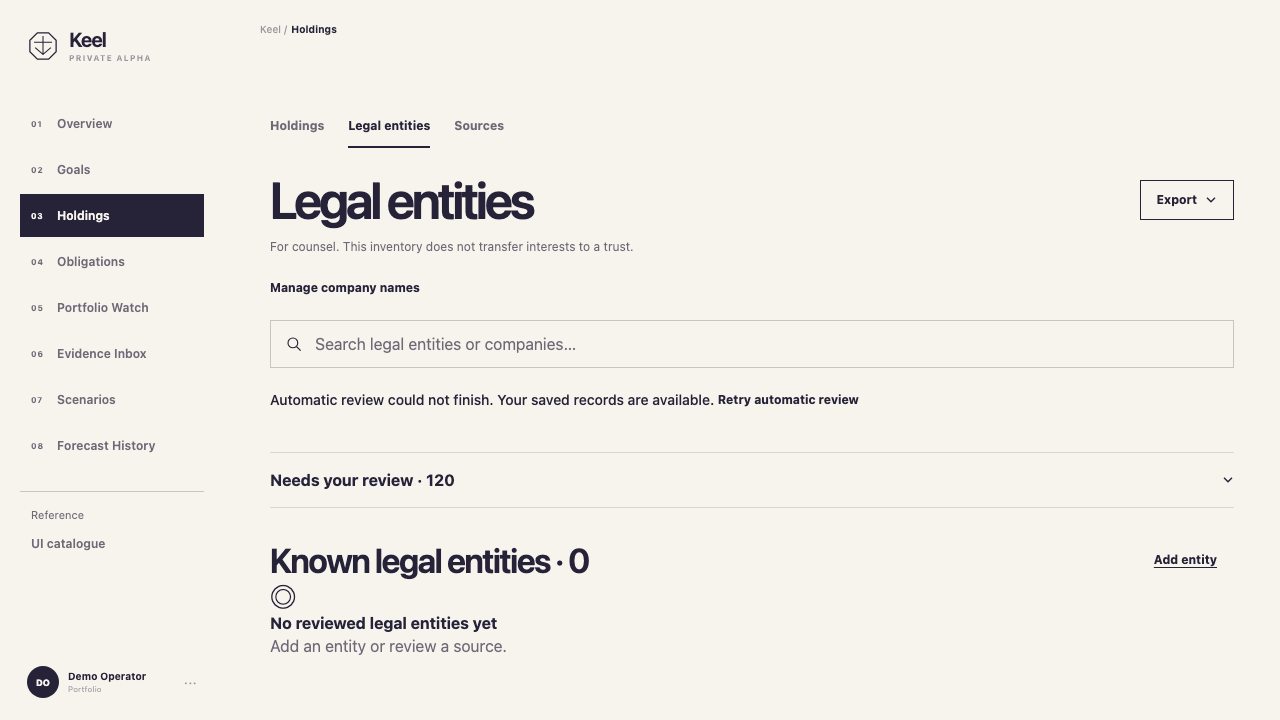 Keel
PRIVATE ALPHA
Keel / Holdings
01 Overview
02 Goals
03 Holdings
04 Obligations
05 Portfolio Watch
06 Evidence Inbox
07 Scenarios
08 Forecast History
Reference
UI catalogue
DO
Demo Operator
Portfolio
...
Holdings Legal entities Sources
Legal entities
Export
For counsel. This inventory does not transfer interests to a trust.
Manage company names
Search legal entities or companies...
Automatic review could not finish. Your saved records are available. Retry automatic review
Needs your review · 120
Known legal entities · 0
Add entity
No reviewed legal entities yet
Add an entity or review a source.